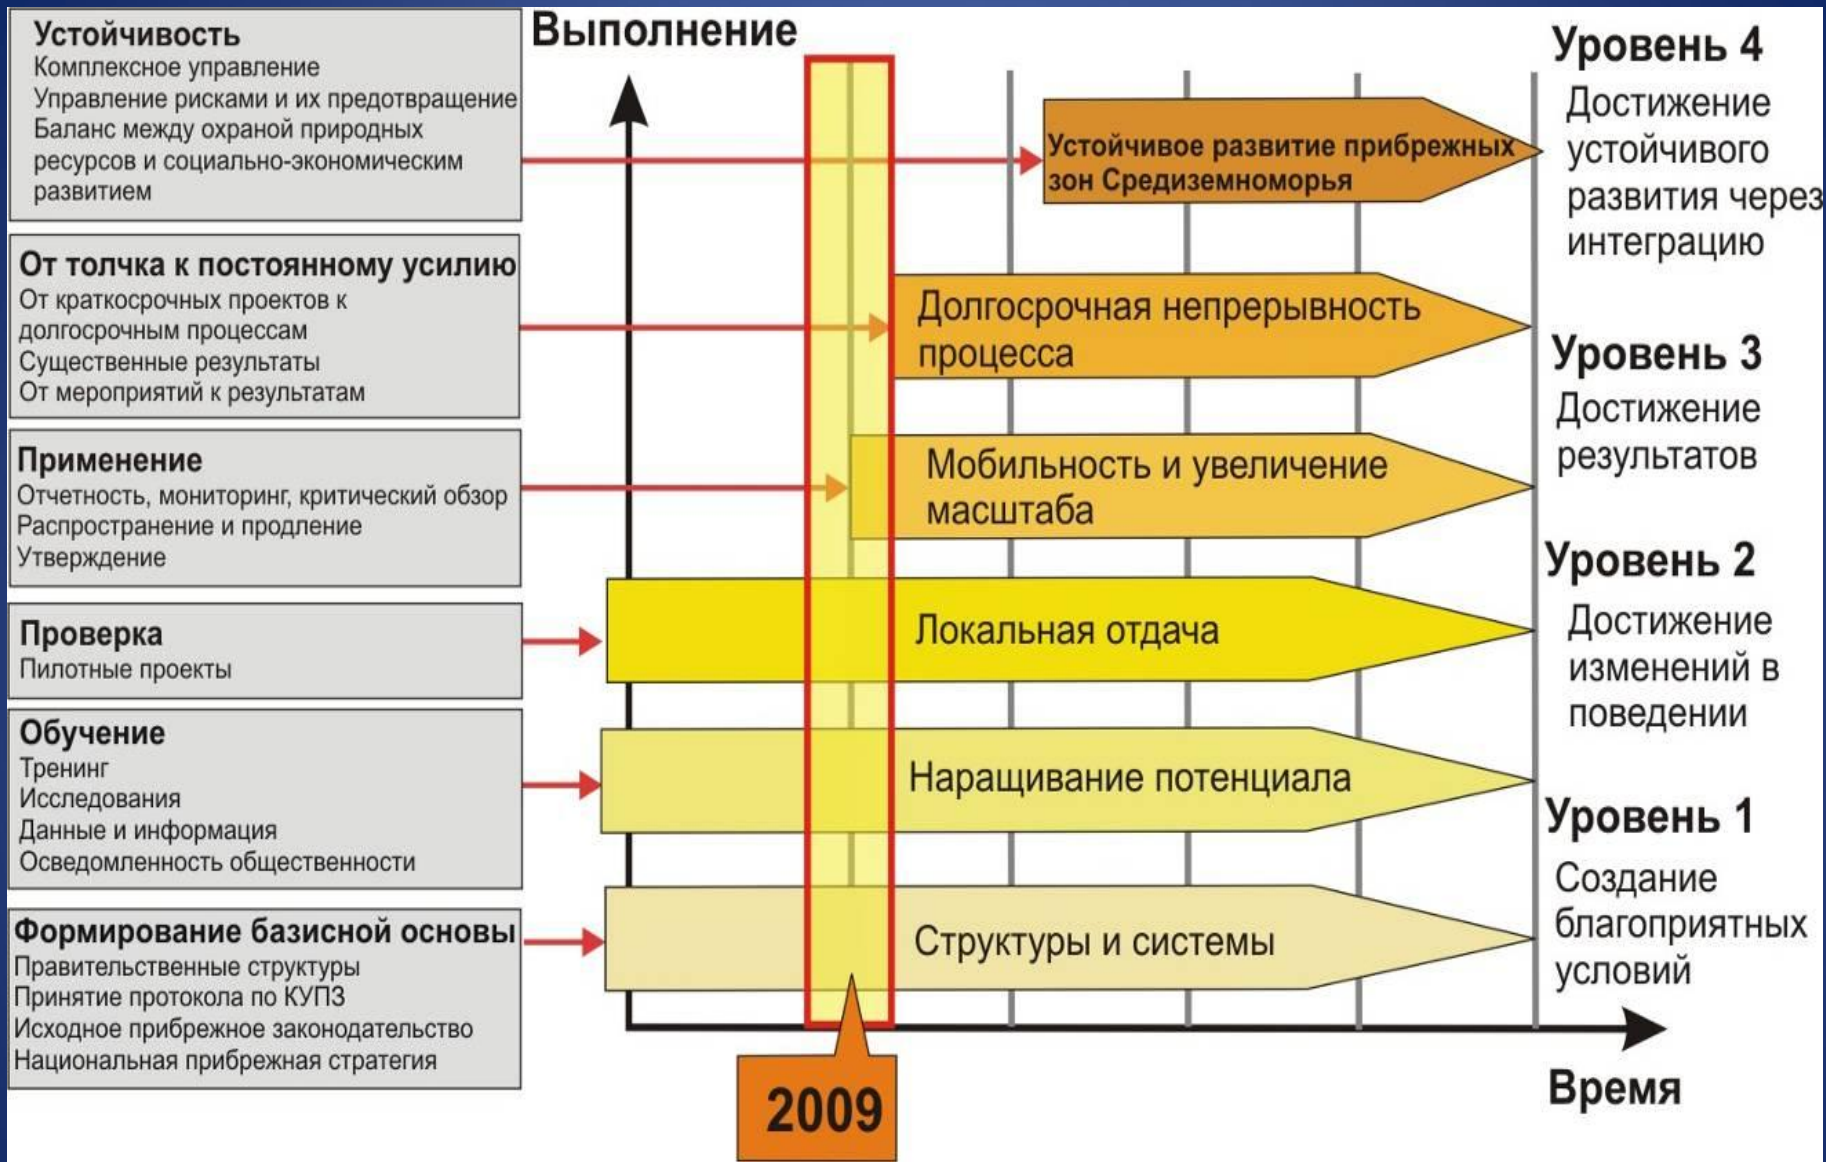 Устойчивость
Комплексное управление
Управление рисками и их предотвращение
Баланс между охраной природных
ресурсов и социально-экономическим
развитием
От толчка к постоянному усилию
От краткосрочных проектов к
долгосрочным процессам
Существенные результаты
От мероприятий к результатам
Применение
Отчетность, мониторинг, критический обзор
Распространение и продление
Утверждение
Проверка
Пилотные проекты
Обучение
Тренинг
Исследования
Данные и информация
Осведомленность общественности
Формирование базисной основы
Правительственные структуры
Принятие протокола по КУПЗ
Исходное прибрежное законодательство
Национальная прибрежная стратегия
Выполнение
Устойчивое развитие прибрежных
зон Средиземноморья
Долгосрочная непрерывность
процесса
Мобильность и увеличение
масштаба
Локальная отдача
Наращивание потенциала
Структуры и системы
2009
Время
Уровень 4
Достижение
устойчивого
развития через
интеграцию
Уровень 3
Достижение
результатов
Уровень 2
Достижение
изменений в
поведении
Уровень 1
Создание
благоприятных
условий